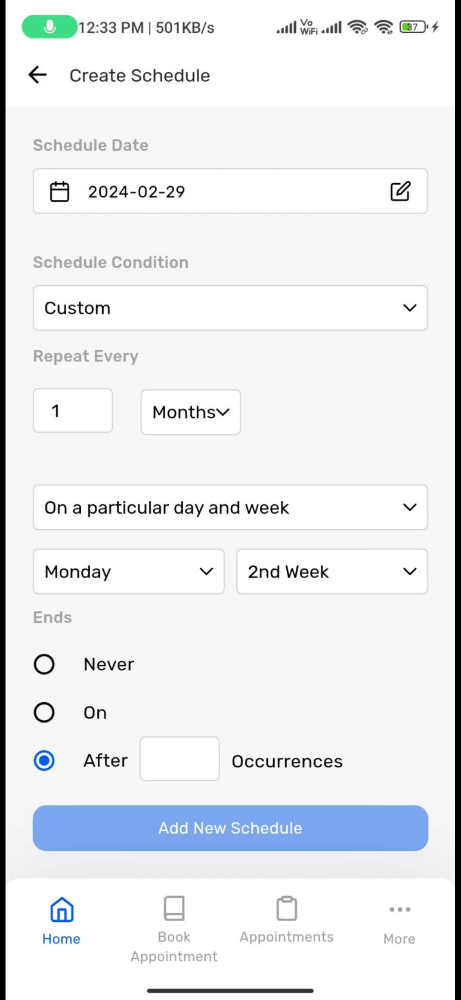 12:33 PM | 501KB/s Vo WiFi 37
Create Schedule
Schedule Date
2024-02-29
Schedule Condition
Custom
Repeat Every
1 Months
On a particular day and week
Monday 2nd Week
Ends
Never
On
After Occurrences
Add New Schedule
Home Book Appointment Appointments More